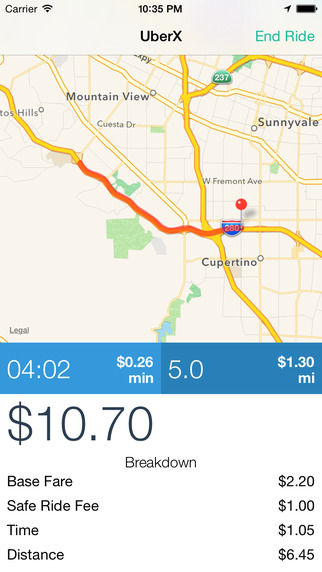 Carrier 10:35 PM
UberX End Ride
237
Expy
Mountain View
tos Hills
Cuesta Dr
Sunnyvale
W Fremont Ave
280
Cupertino
Legal
04:02 $0.26 min 5.0 $1.30 mi
$10.70
Breakdown
Base Fare $2.20
Safe Ride Fee $1.00
Time $1.05
Distance $6.45